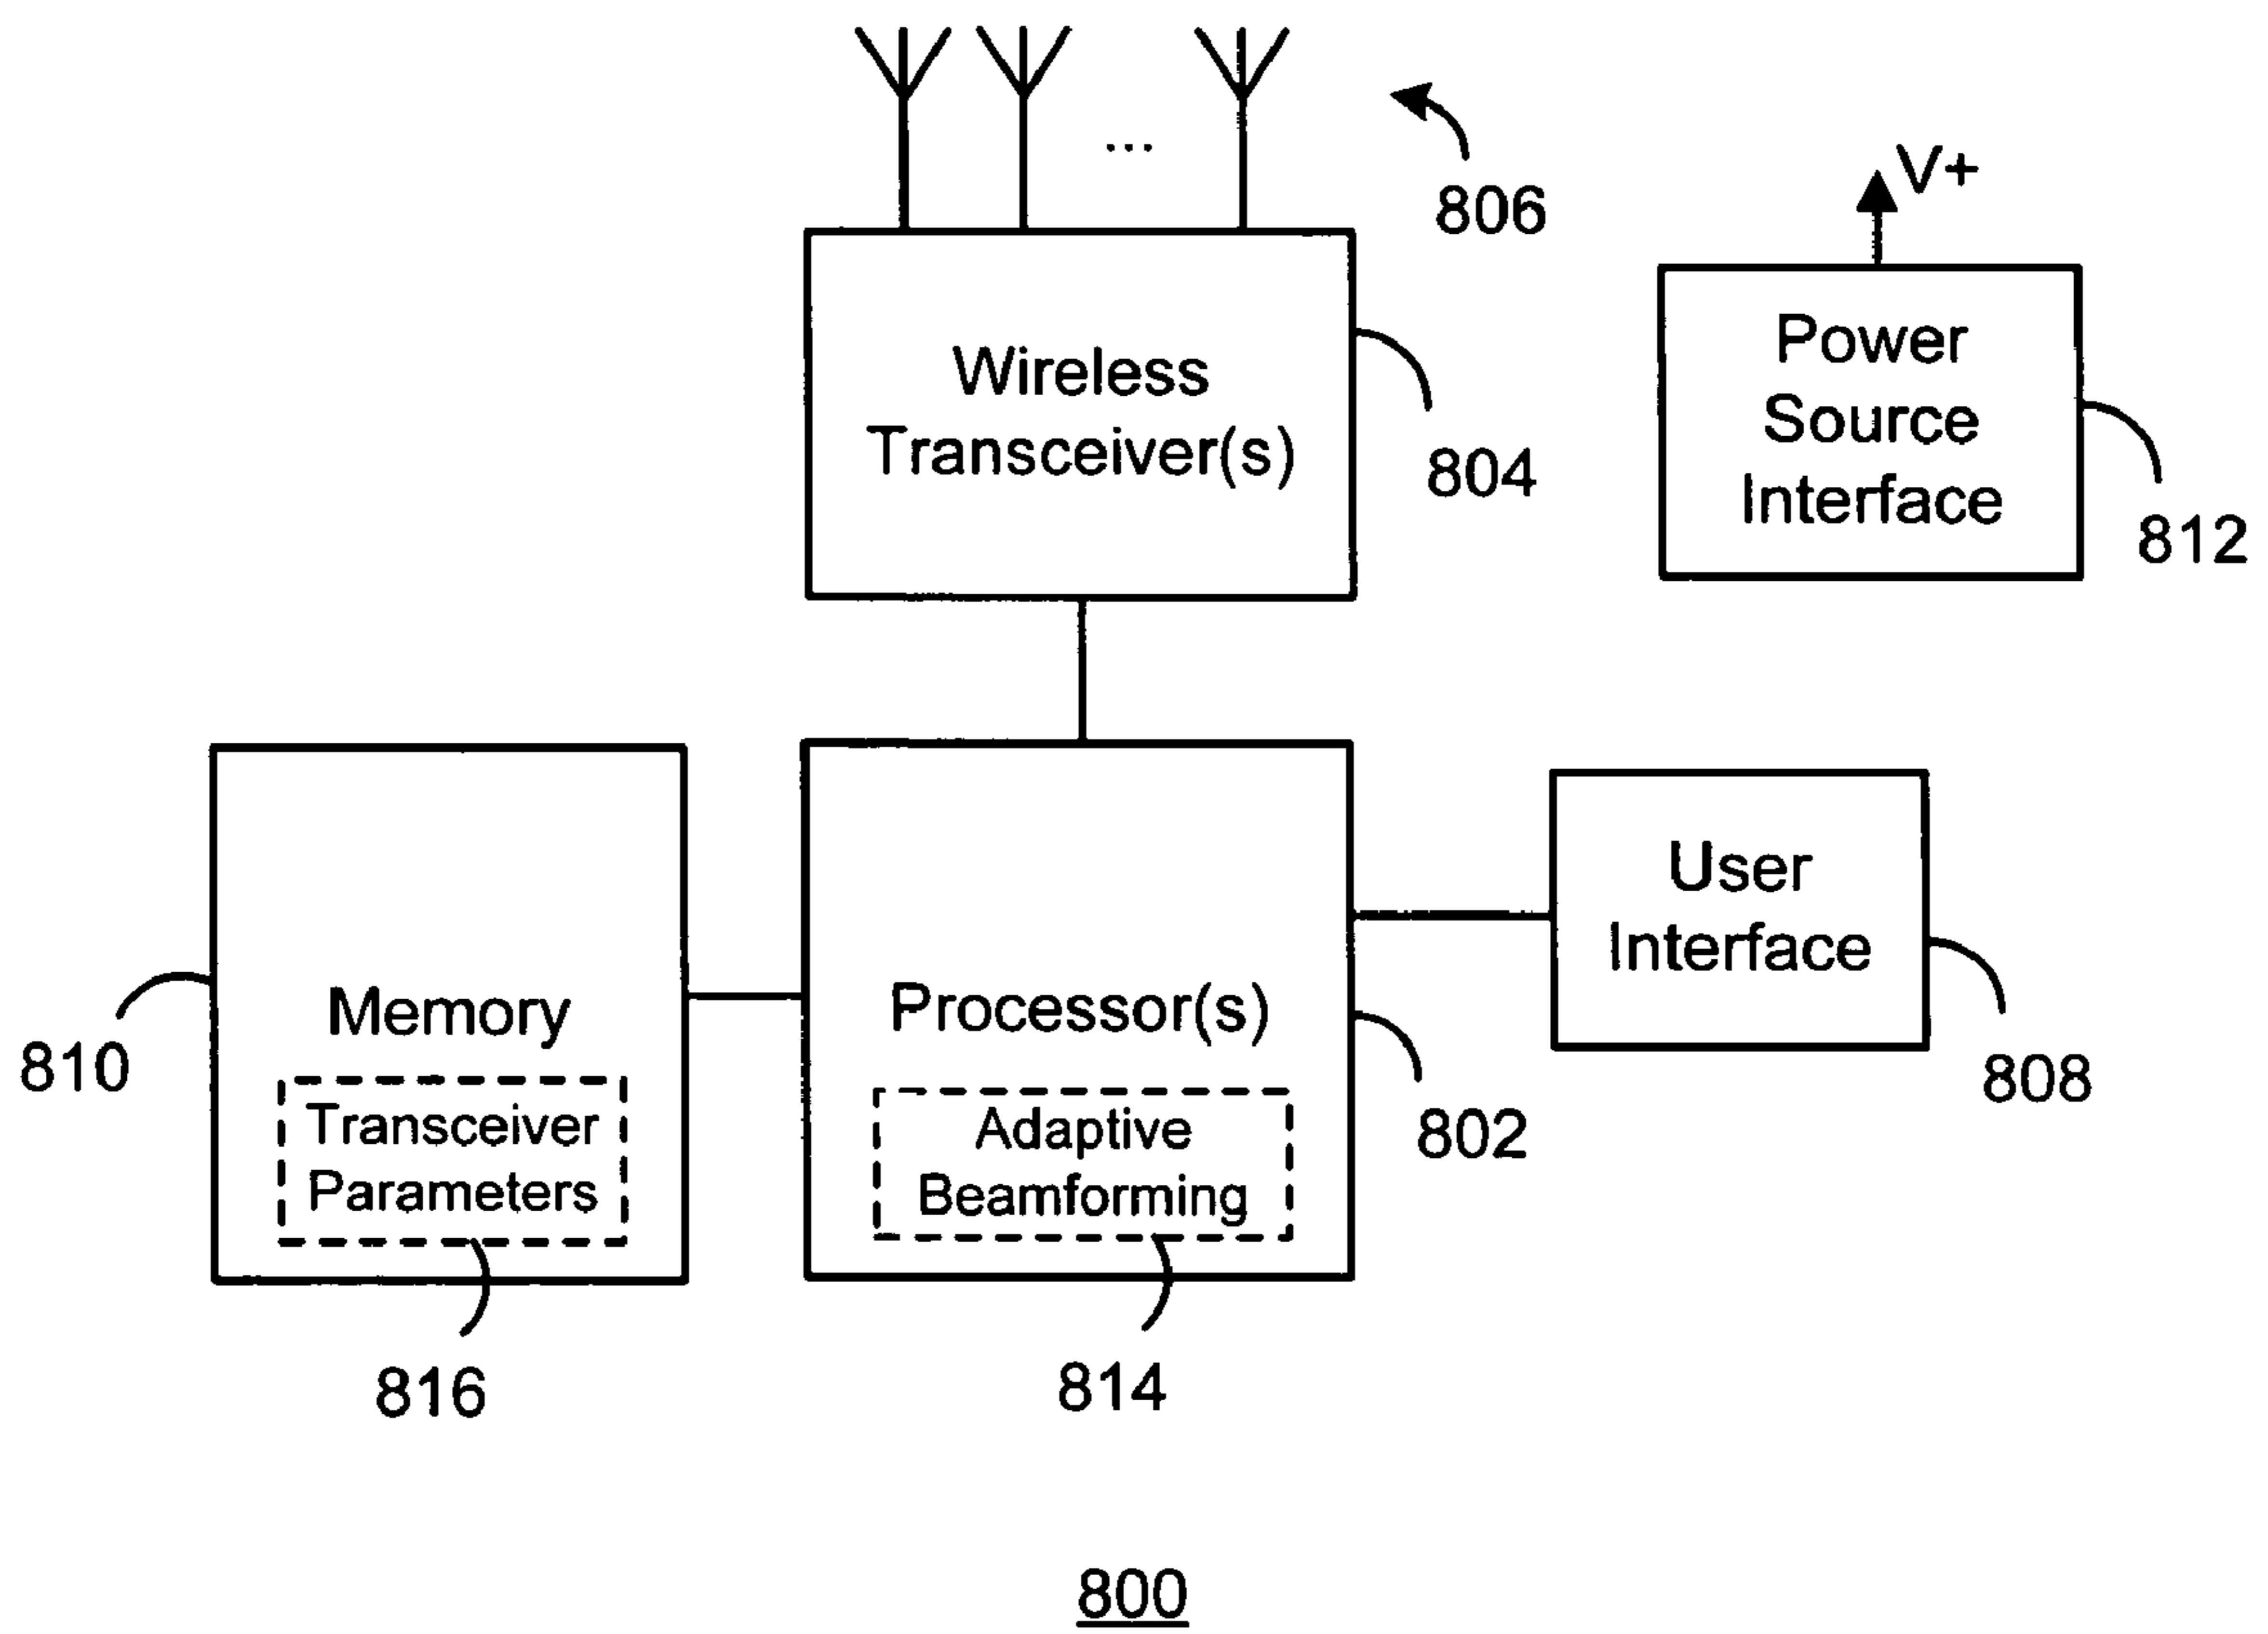 ...
806
V+
Wireless
Transceiver(s)
804
Power
Source
Interface
812
Memory
810
Transceiver
Parameters
816
Processor(s)
802
Adaptive
Beamforming
814
User
Interface
808
800